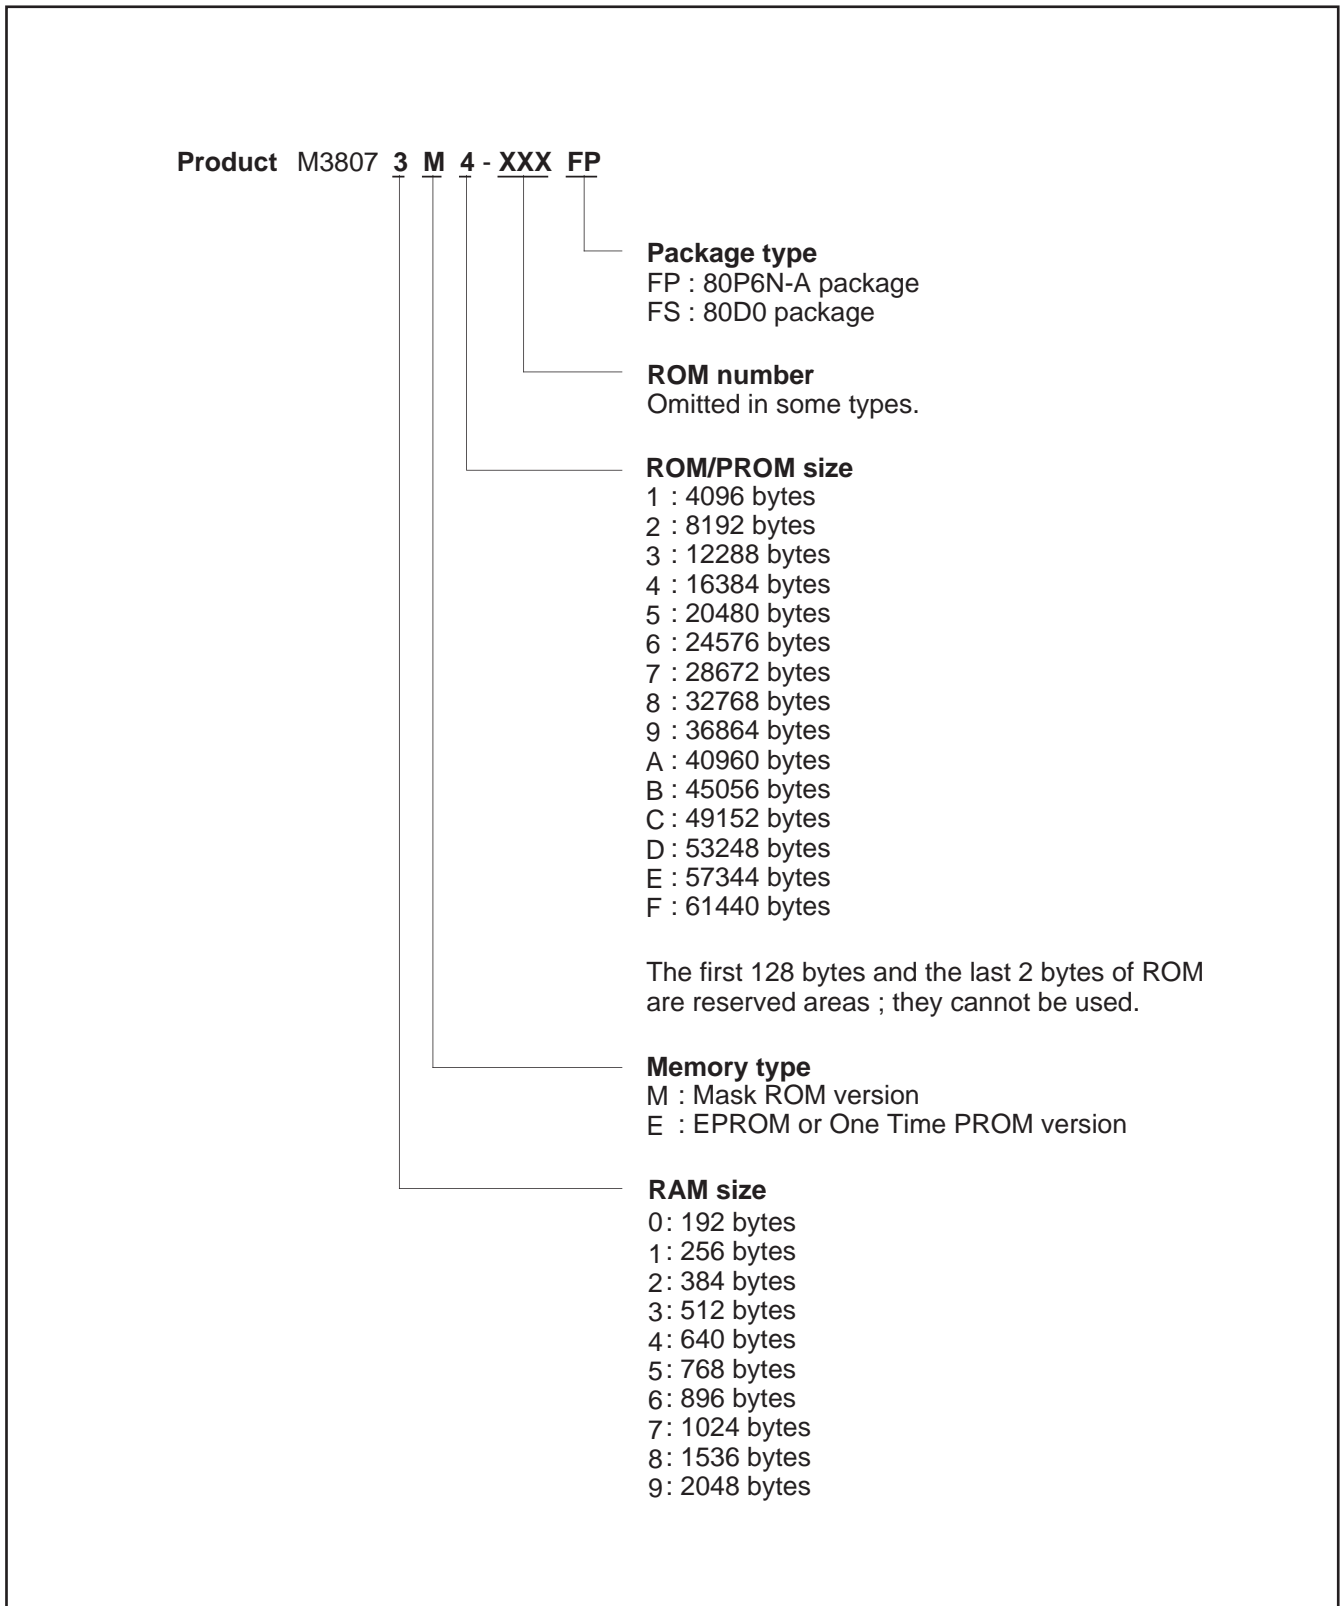 Product M3807 3 M 4 - XXX FP
Package type
FP : 80P6N-A package
FS : 80D0 package
ROM number
Omitted in some types.
ROM/PROM size
1 : 4096 bytes
2 : 8192 bytes
3 : 12288 bytes
4 : 16384 bytes
5 : 20480 bytes
6 : 24576 bytes
7 : 28672 bytes
8 : 32768 bytes
9 : 36864 bytes
A : 40960 bytes
B : 45056 bytes
C : 49152 bytes
D : 53248 bytes
E : 57344 bytes
F : 61440 bytes
The first 128 bytes and the last 2 bytes of ROM
are reserved areas ; they cannot be used.
Memory type
M : Mask ROM version
E : EPROM or One Time PROM version
RAM size
0 : 192 bytes
1 : 256 bytes
2 : 384 bytes
3 : 512 bytes
4 : 640 bytes
5 : 768 bytes
6 : 896 bytes
7 : 1024 bytes
8 : 1536 bytes
9 : 2048 bytes